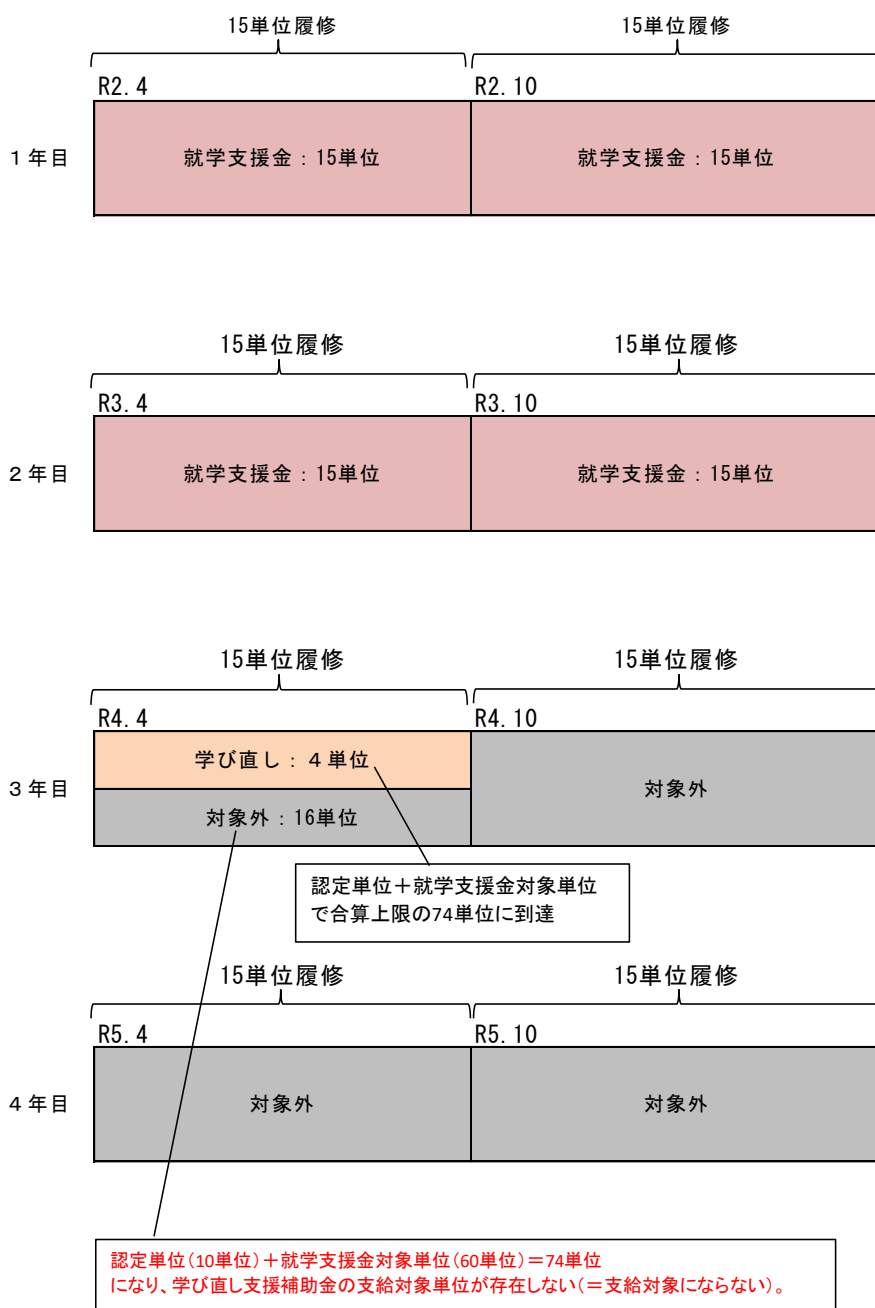 15単位履修 15単位履修
R2.4 R2.10
1年目 就学支援金:15単位 就学支援金:15単位
15単位履修 15単位履修
R3.4 R3.10
2年目 就学支援金:15単位 就学支援金:15単位
15単位履修 15単位履修
R4.4 R4.10
学び直し:4単位
3年目 対象外
対象外:16単位
認定単位+就学支援金対象単位
で合算上限の74単位に到達
15単位履修 15単位履修
R5.4 R5.10
4年目 対象外 対象外
認定単位(10単位)+就学支援金対象単位(60単位)=74単位
になり、学び直し支援補助金の支給対象単位が存在しない(=支給対象にならない)。